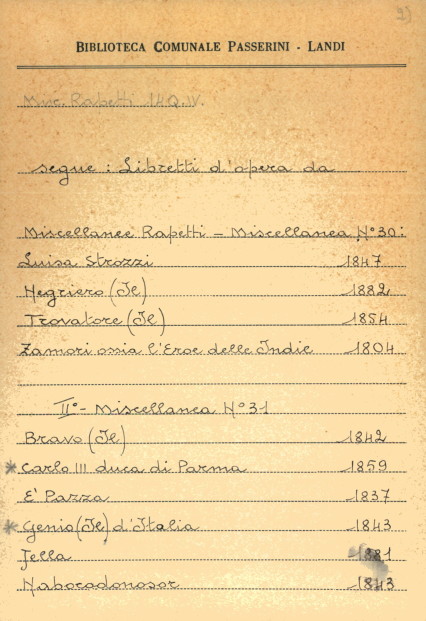 BIBLIOTECA COMUNALE PASSERINI - LANDI
Misc. Rapetti 14 Q. IV.
segue: Libretti d'opera da
Miscellanee Rapetti - Miscellanea N° 30:
Luisa Strozzi 1847
Negriero (Il) 1882
Trovatore (Il) 1854
Zamori ossia l'Eroe delle Indie 1804
II° - Miscellanea N° 31
Bravo (Il) 1842
* Carlo III duca di Parma 1859
E' Pazza 1837
* Genio (Il) d'Italia 1843
Jella 1881
Nabocodonosor 1843